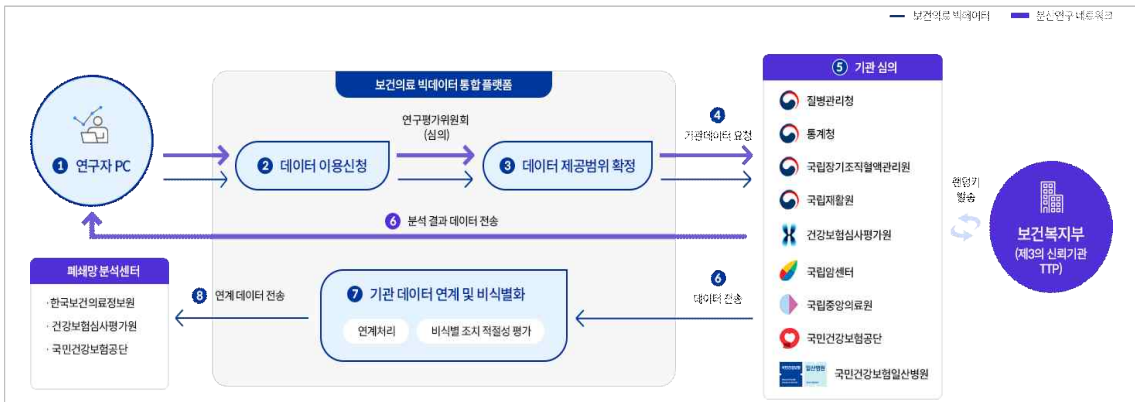 보건의료 빅데이터
분산연구 네트워크
보건의료 빅데이터 통합 플랫폼
1 연구자 PC
2 데이터 이용신청
연구평가위원회
(심의)
3 데이터 제공범위 확정
4
기관데이터 요청
5 기관 심의
질병관리청
통계청
국립장기조직혈액관리원
국립재활원
건강보험심사평가원
국립암센터
국립중앙의료원
국민건강보험공단
국민건강보험일산병원
랜덤키
발송
보건복지부
(제3의 신뢰기관
TTP)
6 분석 결과 데이터 전송
6
데이터 전송
7 기관 데이터 연계 및 비식별화
연계처리
비식별 조치 적절성 평가
8 연계 데이터 전송
폐쇄망 분석센터
·한국보건의료정보원
· 건강보험심사평가원
· 국민건강보험공단